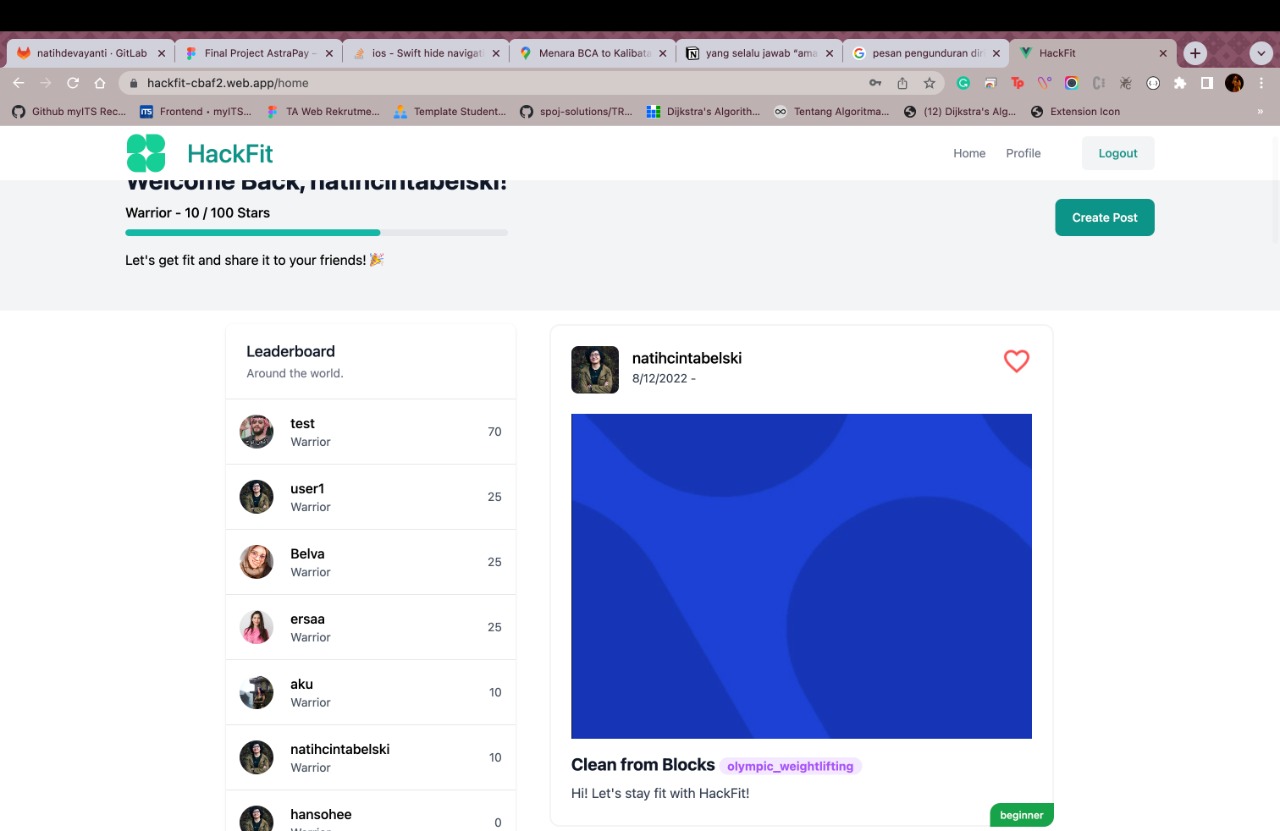 natihdevayanti · GitLab
Final Project AstraPay –
ios - Swift hide navigati
Menara BCA to Kalibata
yang selalu jawab "ama
pesan pengunduran dir
HackFit
hackfit-cbaf2.web.app/home
Github myITS Rec...
Frontend • myITS...
TA Web Rekrutme...
Template Student...
spoj-solutions/TR...
Dijkstra's Algorith...
Tentang Algoritma...
(12) Dijkstra's Alg...
Extension Icon
HackFit
Home
Profile
Logout
Welcome Back, natihcintabelski!
Warrior - 10 / 100 Stars
Create Post
Let's get fit and share it to your friends! 🎉
Leaderboard
Around the world.
test
Warrior
70
user1
Warrior
25
Belva
Warrior
25
ersaa
Warrior
25
aku
Warrior
10
natihcintabelski
Warrior
10
hansohee
Warrior
0
natihcintabelski
8/12/2022 -
Clean from Blocks olympic_weightlifting
Hi! Let's stay fit with HackFit!
beginner